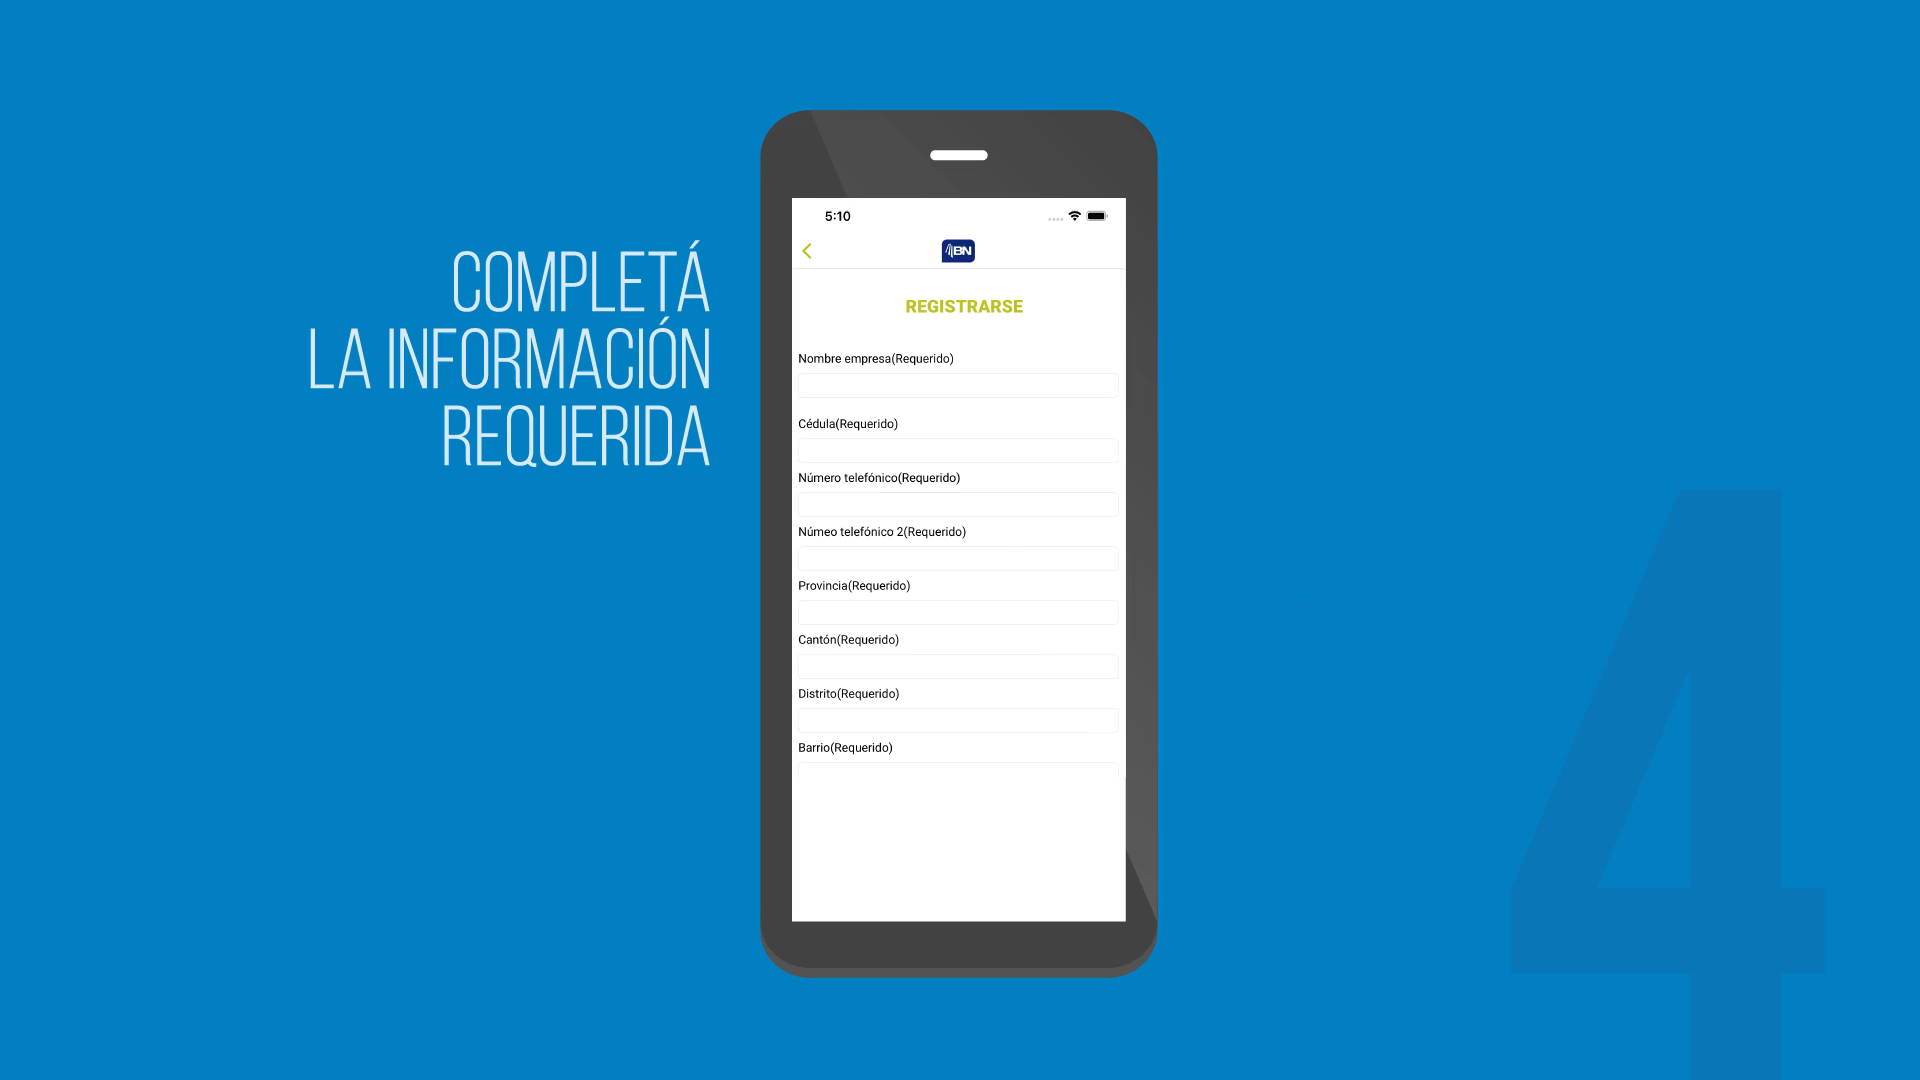 COMPLETÁ
LA INFORMACIÓN
REQUERIDA
5:10
BN
REGISTRARSE
Nombre empresa(Requerido)
Cédula(Requerido)
Número telefónico(Requerido)
Númeo telefónico 2(Requerido)
Provincia(Requerido)
Cantón(Requerido)
Distrito(Requerido)
Barrio(Requerido)
4